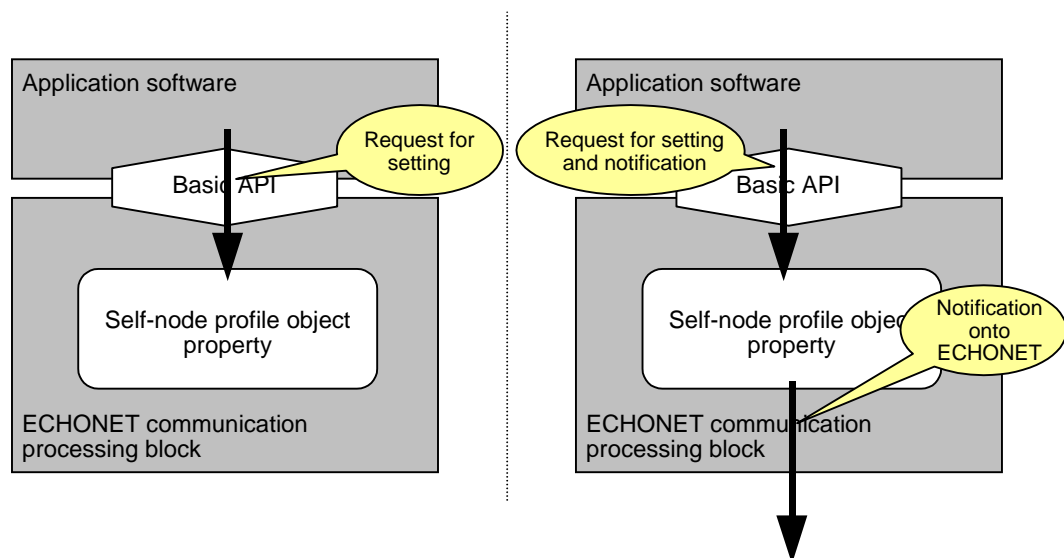 Application software
Request for
setting
Basic API
Self-node profile object
property
ECHONET communication
processing block
Application software
Request for setting
and notification
Basic API
Self-node profile object
property
Notification
onto
ECHONET
ECHONET communication
processing block